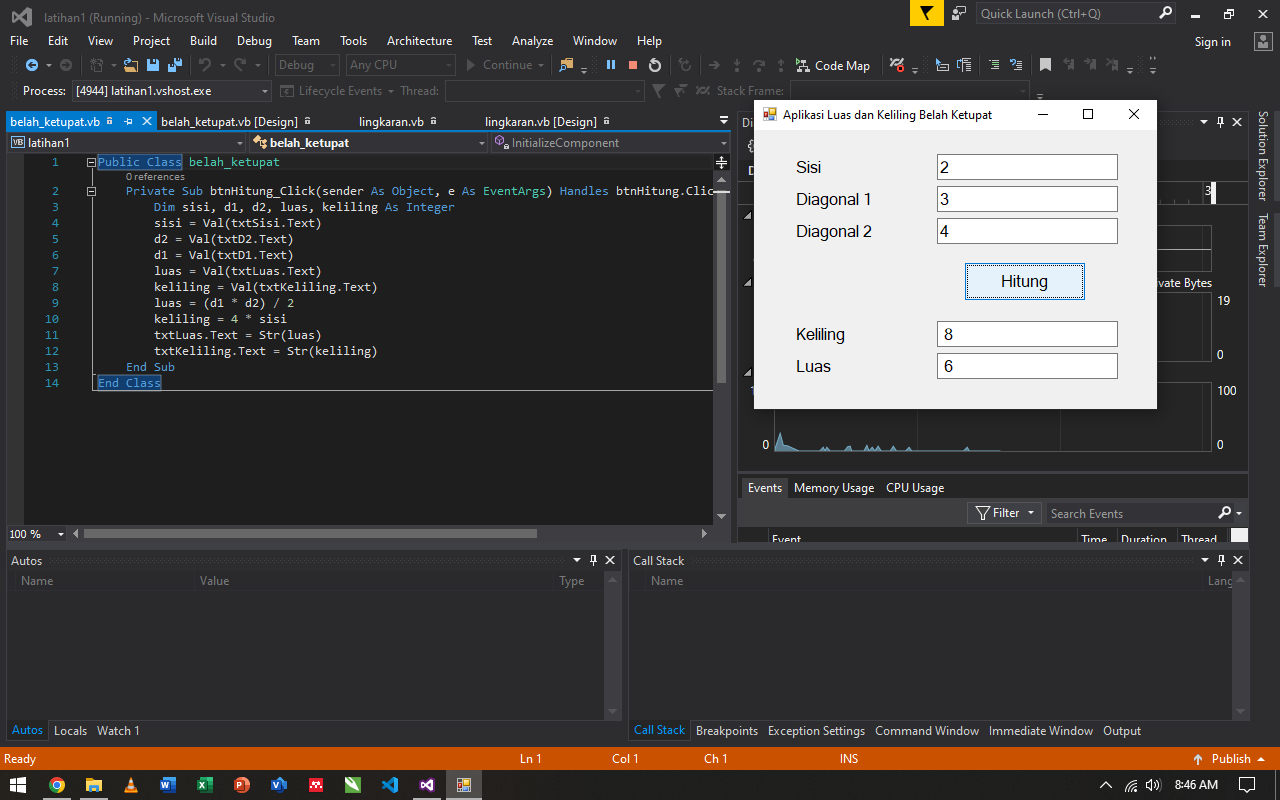 latihan1 (Running) - Microsoft Visual Studio
Quick Launch (Ctrl+Q)
File Edit View Project Build Debug Team Tools Architecture Test Analyze Window Help
Sign in
Debug Any CPU Continue Code Map
Process: [4944] latihan1.vshost.exe Lifecycle Events Thread: Stack Frame:
belah_ketupat.vb belah_ketupat.vb [Design] lingkaran.vb lingkaran.vb [Design]
VB latihan1 belah_ketupat InitializeComponent
1 Public Class belah_ketupat
0 references
2 Private Sub btnHitung_Click(sender As Object, e As EventArgs) Handles btnHitung.Clic
3 Dim sisi, d1, d2, luas, keliling As Integer
4 sisi = Val(txtSisi.Text)
5 d2 = Val(txtD2.Text)
6 d1 = Val(txtD1.Text)
7 luas = Val(txtLuas.Text)
8 keliling = Val(txtKeliling.Text)
9 luas = (d1 * d2) / 2
10 keliling = 4 * sisi
11 txtLuas.Text = Str(luas)
12 txtKeliling.Text = Str(keliling)
13 End Sub
14 End Class
100 %
Aplikasi Luas dan Keliling Belah Ketupat
Sisi 2
Diagonal 1 3
Diagonal 2 4
Hitung
Keliling 8
Luas 6
Solution Explorer
Team Explorer
vate Bytes
19
0
100
0 0
Events Memory Usage CPU Usage
Filter Search Events
Event Time Duration Thread
Autos
Name Value Type
Autos Locals Watch 1
Call Stack
Name Lang
Call Stack Breakpoints Exception Settings Command Window Immediate Window Output
Ready Ln 1 Col 1 Ch 1 INS Publish
8:46 AM